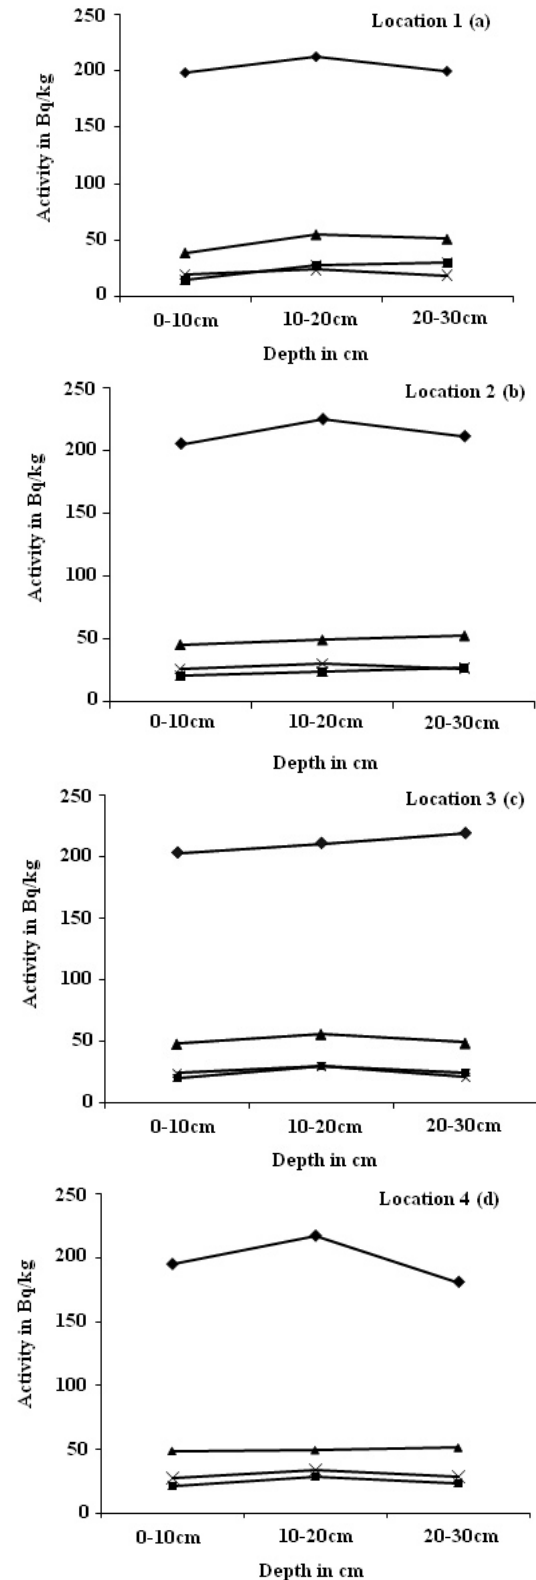 Location 1 (a)
250
200
150
100
50
0
Activity in Bq/kg
0-10cm 10-20cm 20-30cm
Depth in cm
Location 2 (b)
250
200
150
100
50
0
Activity in Bq/kg
0-10cm 10-20cm 20-30cm
Depth in cm
Location 3 (c)
250
200
150
100
50
0
Activity in Bq/kg
0-10cm 10-20cm 20-30cm
Depth in cm
Location 4 (d)
250
200
150
100
50
0
Activity in Bq/kg
0-10cm 10-20cm 20-30cm
Depth in cm